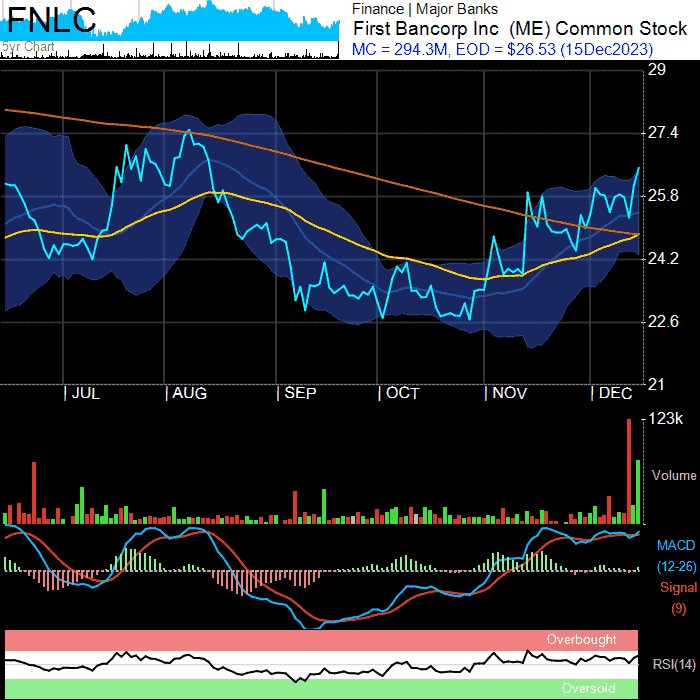 FNLC
5yr Chart
Finance | Major Banks
First Bancorp Inc (ME) Common Stock
MC = 294.3M, EOD = $26.53 (15Dec2023)
29
27.4
25.8
24.2
22.6
21
| JUL | AUG | SEP | OCT | NOV | DEC
123k
Volume
MACD
(12-26)
Signal
(9)
Overbought
RSI(14)
Oversold